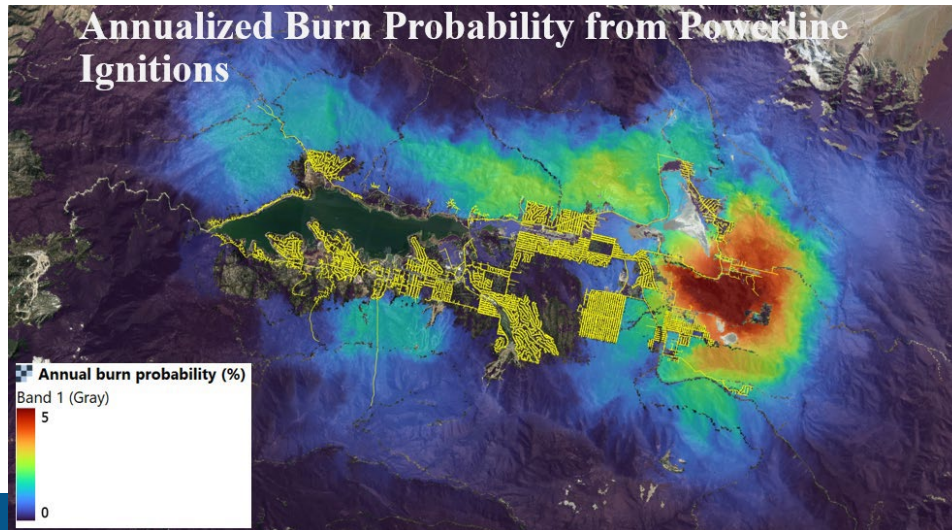 Annualized Burn Probability from Powerline
Ignitions
Annual burn probability (%)
Band 1 (Gray)
5
0